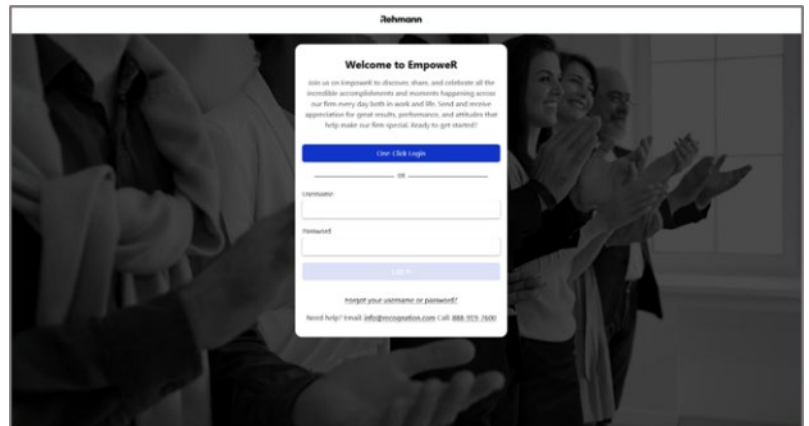 Rehmann
Welcome to EmpoweR
Join us on EmpoweR to discover, share, and celebrate all the
incredible accomplishments and moments happening across
our firm every day both in work and life. Send and receive
appreciation for great results, performance, and attitudes that
help make our firm special. Ready to get started?
One-Click Login
OR
Username
Password
Log In
Forgot your username or password?
Need help? Email: info@recognation.com Call: 888-919-7600